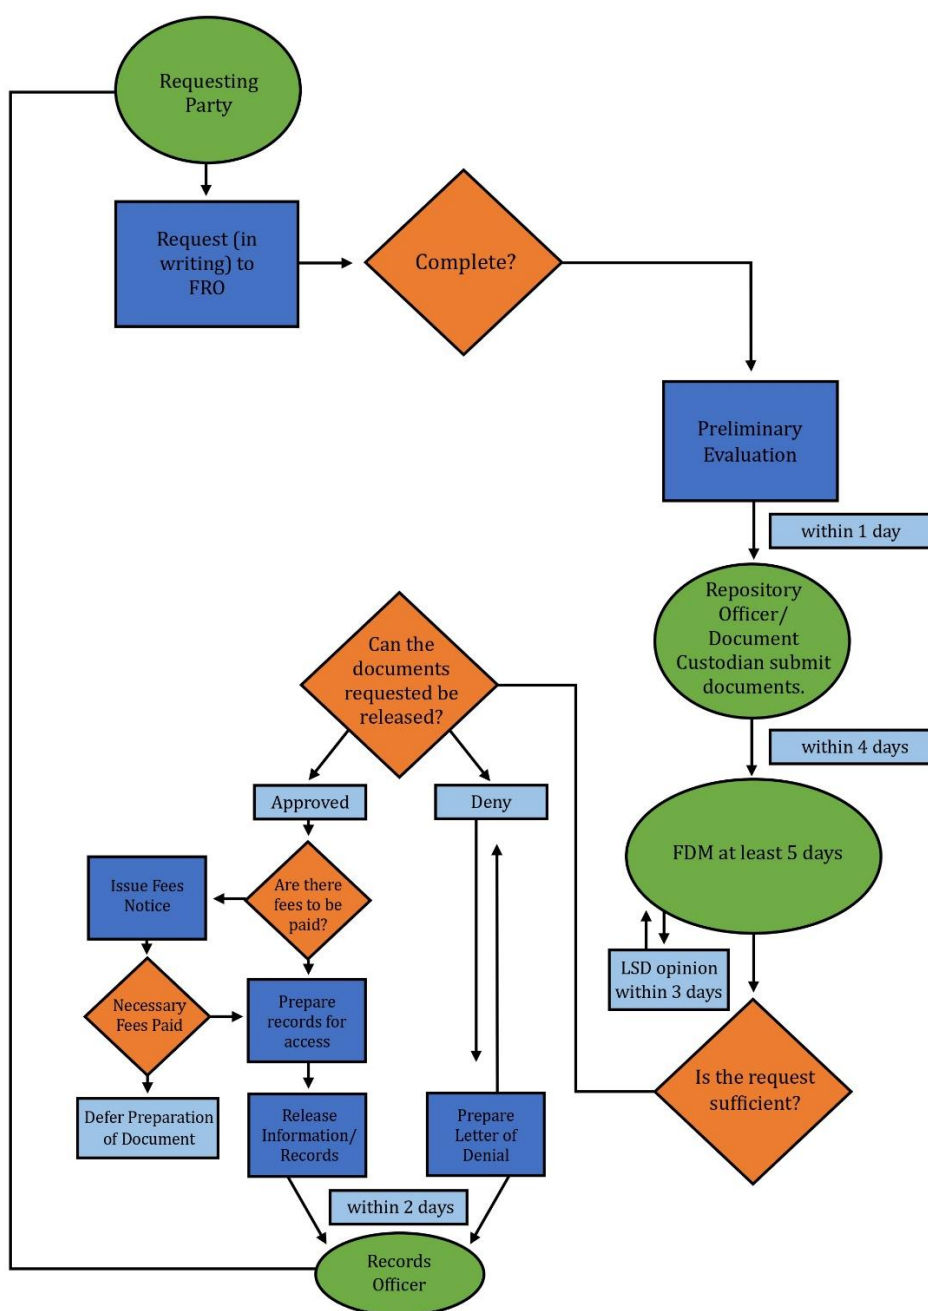 Requesting
Party
Request (in
writing) to
FRO
Complete?
Preliminary
Evaluation
within 1 day
Repository
Officer/
Document
Custodian submit
documents.
within 4 days
FDM at least 5 days
LSD opinion
within 3 days
Is the request
sufficient?
Can the
documents
requested be
released?
Approved
Deny
Are there
fees to be
paid?
Issue Fees
Notice
Necessary
Fees Paid
Defer Preparation
of Document
Prepare
records for
access
Release
Information/
Records
Prepare
Letter of
Denial
within 2 days
Records
Officer